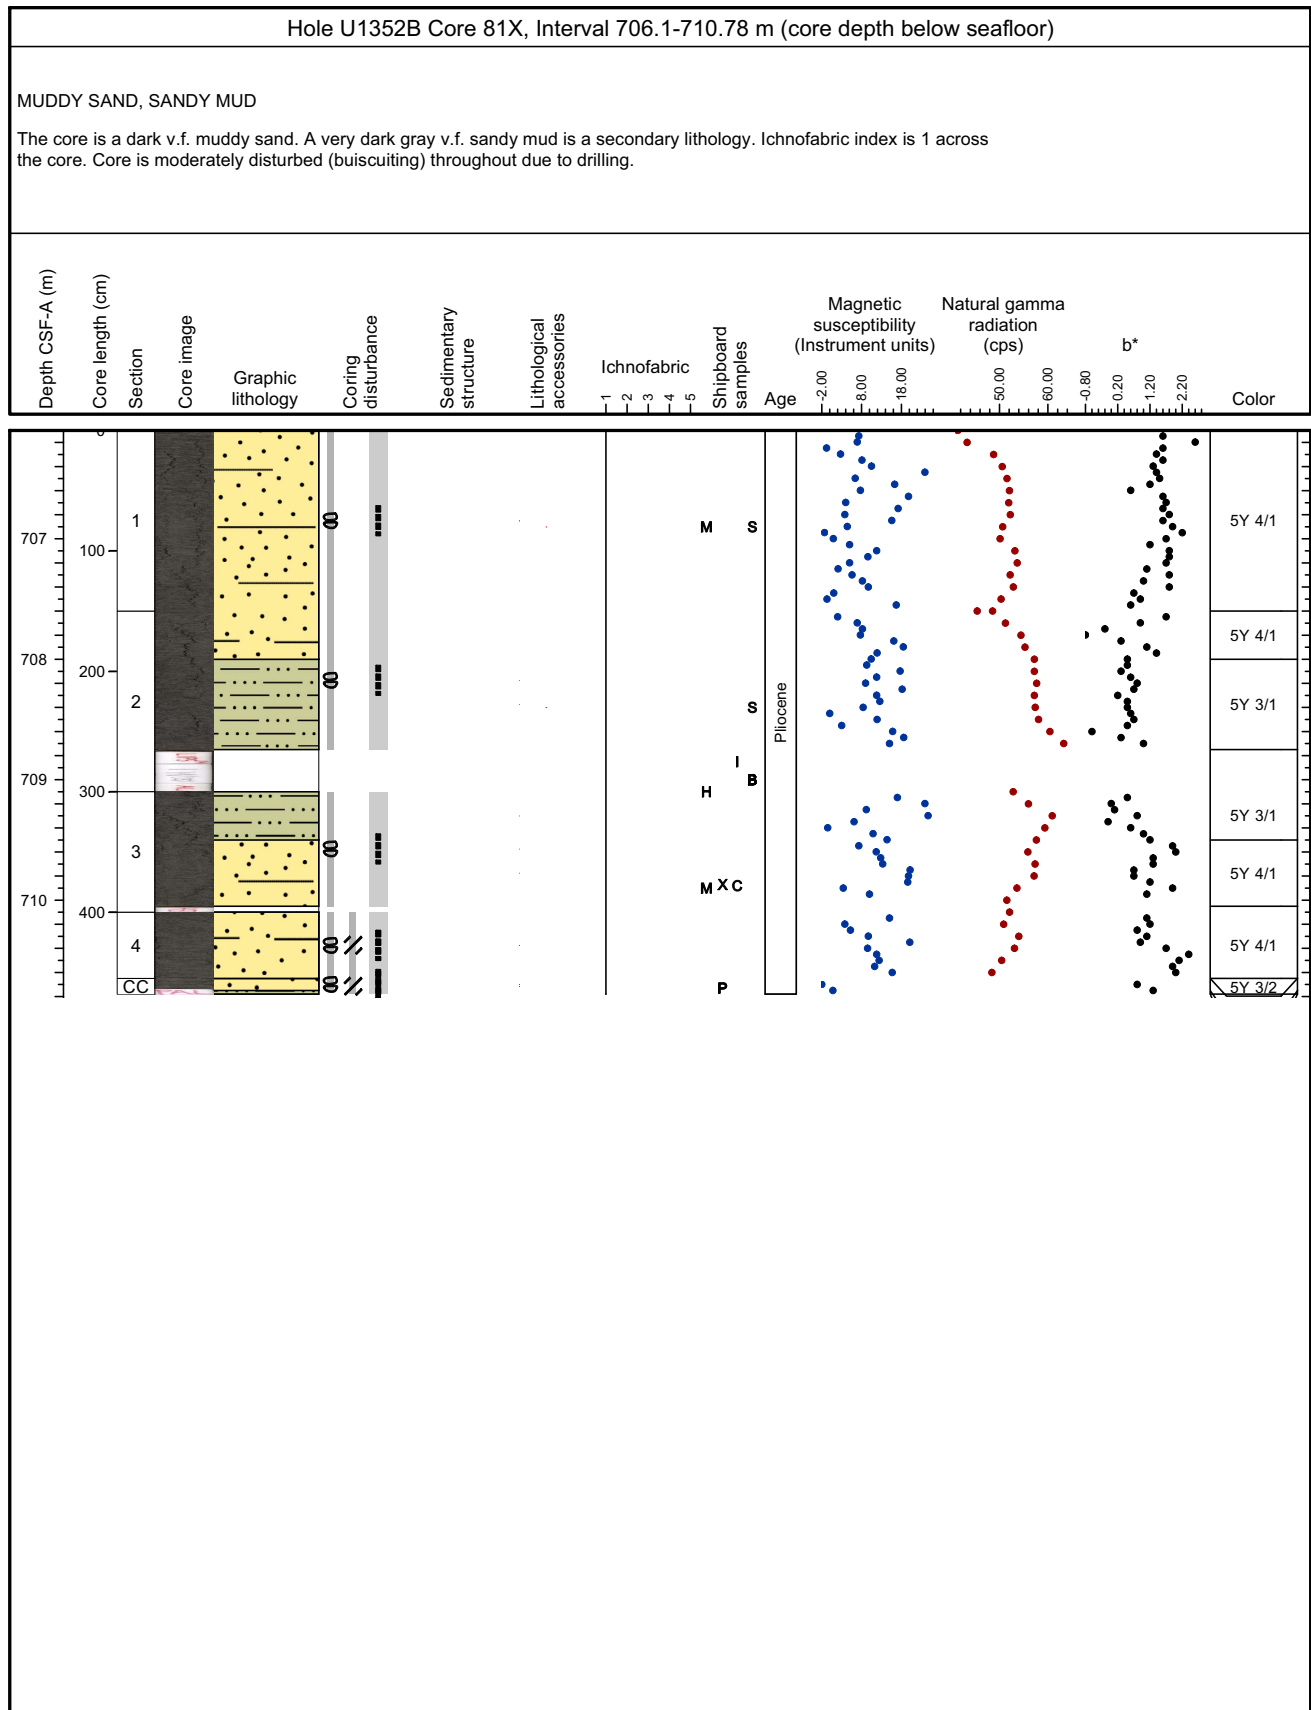 Hole U1352B Core 81X, Interval 706.1-710.78 m (core depth below seafloor)
MUDDY SAND, SANDY MUD
The core is a dark v.f. muddy sand. A very dark gray v.f. sandy mud is a secondary lithology. Ichnofabric index is 1 across
the core. Core is moderately disturbed (buiscuiting) throughout due to drilling.
Depth CSF-A (m)
Core length (cm)
Section
Core image
Graphic
lithology
Coring
disturbance
Sedimentary
structure
Lithological
accessories
Ichnofabric
1 2 3 4 5
Shipboard
samples
Age
Magnetic
susceptibility
(Instrument units)
-2.00 8.00 18.00
Natural gamma
radiation
(cps)
50.00 60.00
b*
-0.80 0.20 1.20 2.20
Color
0
1
M S
5Y 4/1
707
100
5Y 4/1
708
200
2
S
5Y 3/1
Pliocene
I
709
B
300
H
5Y 3/1
3
M X C
5Y 4/1
710
400
4
5Y 4/1
CC
P
5Y 3/2